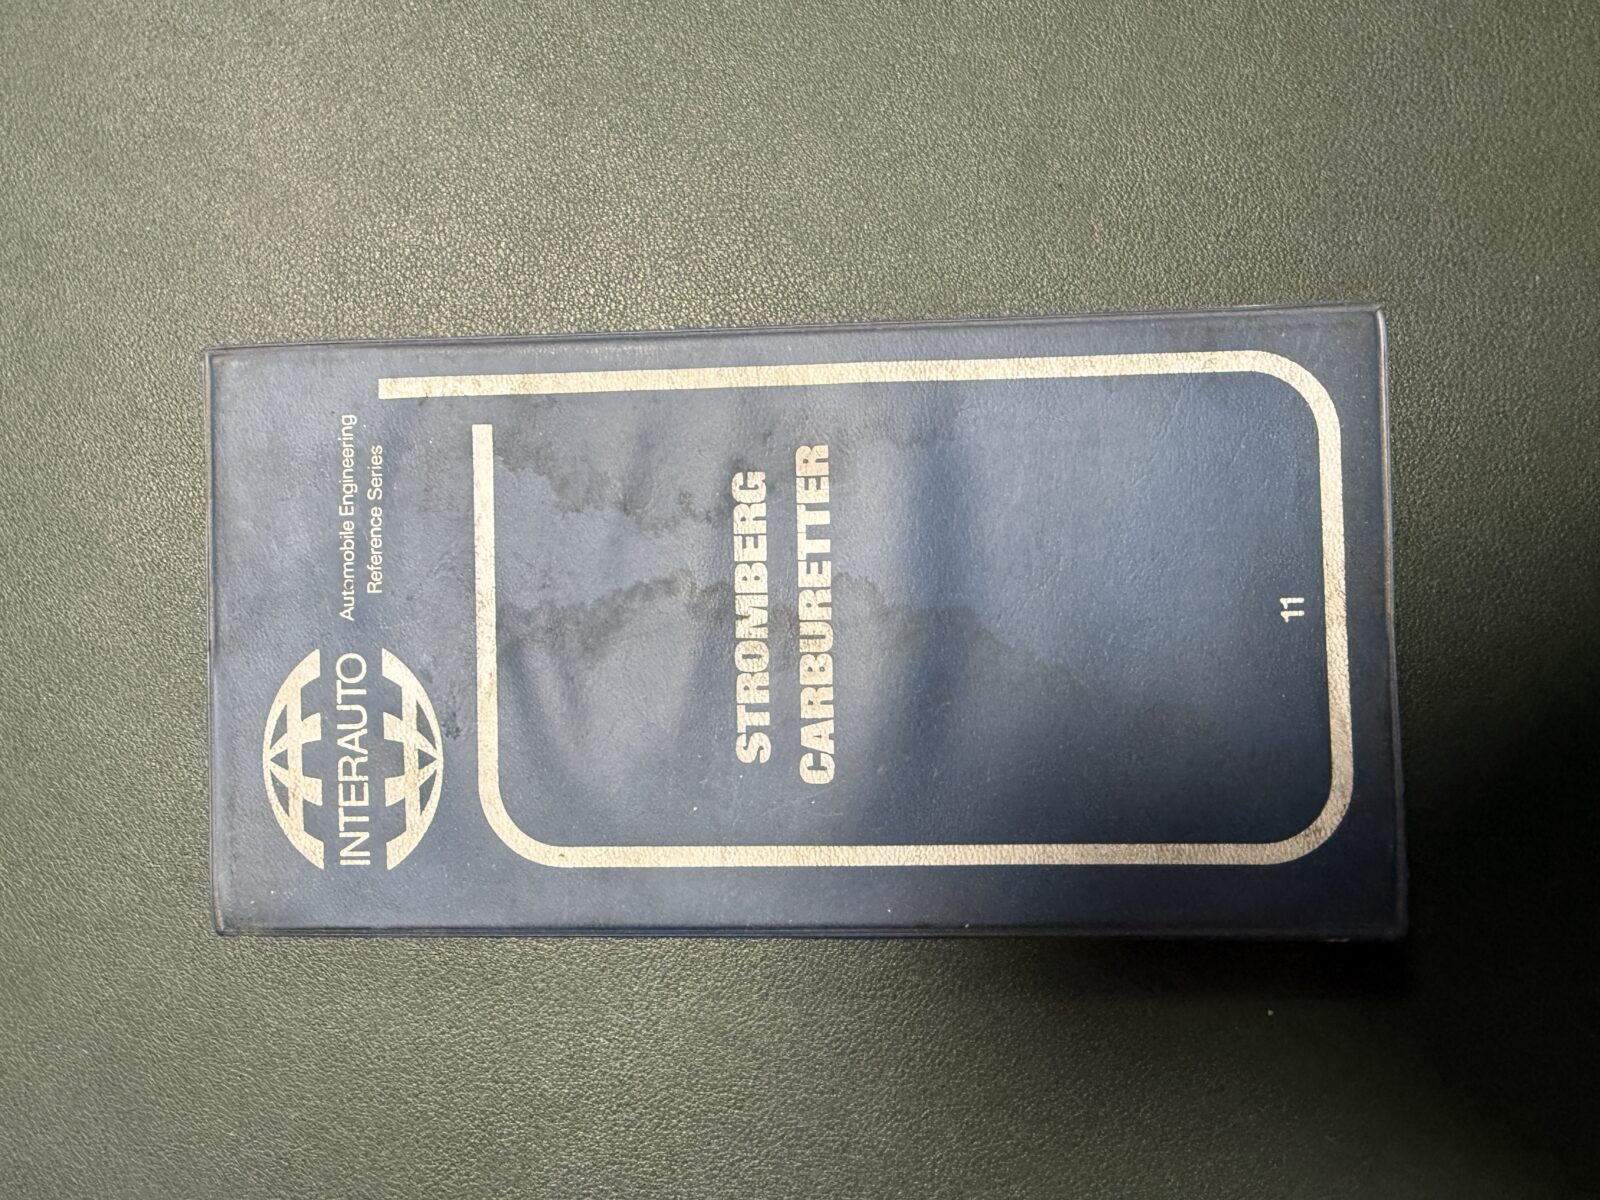 INTERAUTO
Automobile Engineering
Reference Series
STROMBERG
CARBURETTER
11